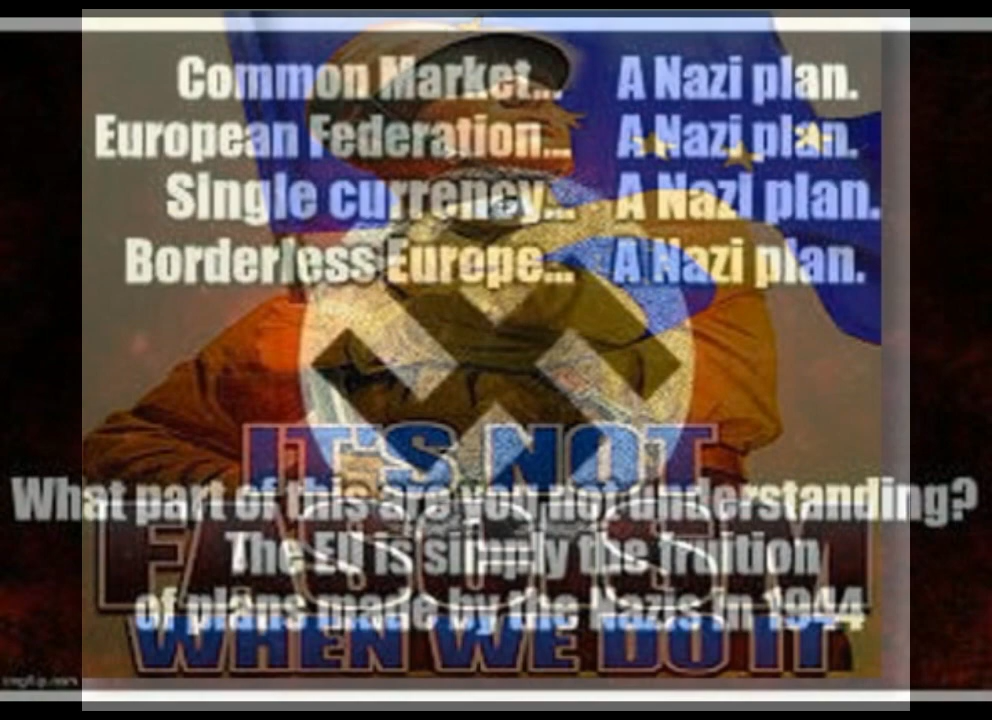 Common Market... A Nazi plan.
European Federation... A Nazi plan.
Single currency... A Nazi plan.
Borderless Europe... A Nazi plan.
IT'S NOT
What part of this are you not understanding?
FASCISM
The EU is simply the fruition
of plans made by the Nazis in 1944
WHEN WE DO IT
imgflip.com